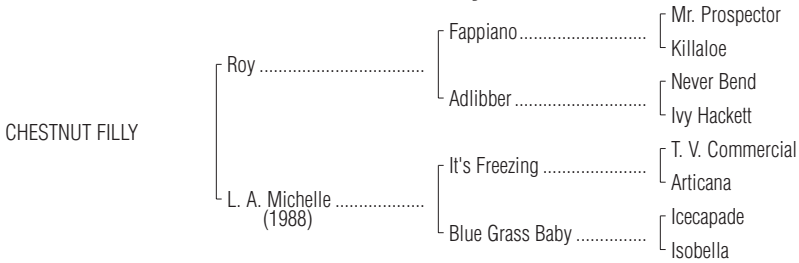 Mr. Prospector
Fappiano..........................
Killaloe
Roy .................................
Never Bend
Adlibber...........................
Ivy Hackett
CHESTNUT FILLY
T. V. Commercial
It's Freezing .....................
Articana
L. A. Michelle ..................
(1988)
Icecapade
Blue Grass Baby ..............
Isobella